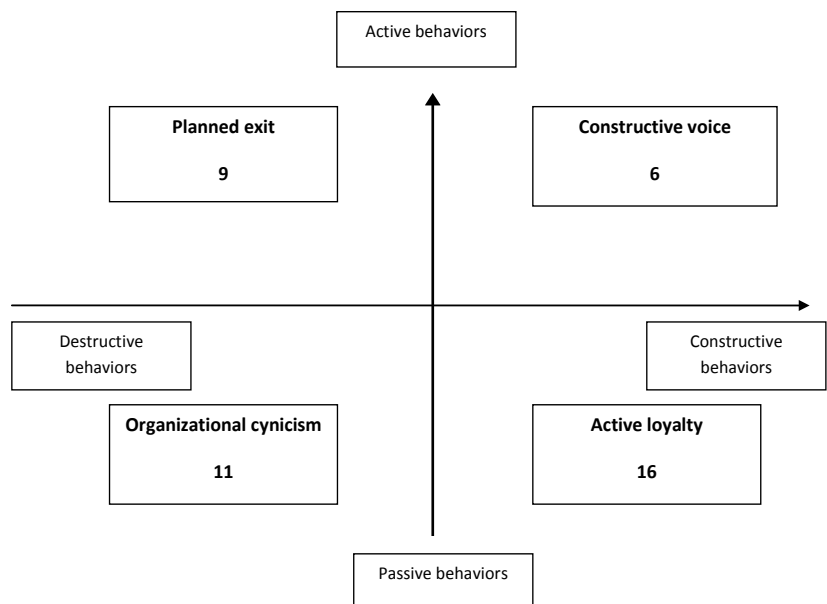 Active behaviors
Planned exit
9
Constructive voice
6
Destructive
behaviors
Constructive
behaviors
Organizational cynicism
11
Active loyalty
16
Passive behaviors